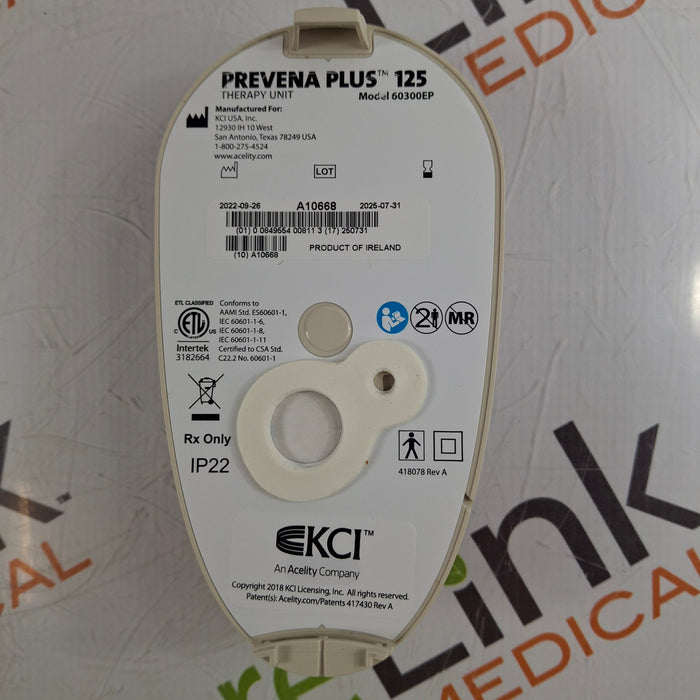 PREVENA PLUS™ 125
THERAPY UNIT
Model 60300EP
Manufactured For:
KCI USA, Inc.
12930 IH 10 West
San Antonio, Texas 78249 USA
1-800-275-4524
www.acelity.com
LOT
2022-09-26 A10668 2025-07-31
(01) 0 0849554 00811 3 (17) 250731
(10) A10668
PRODUCT OF IRELAND
ETL CLASSIFIED
C ETL US
Intertek
3182664
Conforms to
AAMI Std. ES60601-1,
IEC 60601-1-6,
IEC 60601-1-8,
IEC 60601-1-11
Certified to CSA Std.
C22.2 No. 60601-1
2
MR
Rx Only
IP22
418078 Rev A
KCI™
An Acelity Company
Copyright 2018 KCI Licensing, Inc. All rights reserved.
Patent(s): Acelity.com/Patents 417430 Rev A
Link
MEDICAL
k.
CAL
reLink
MEDICAL